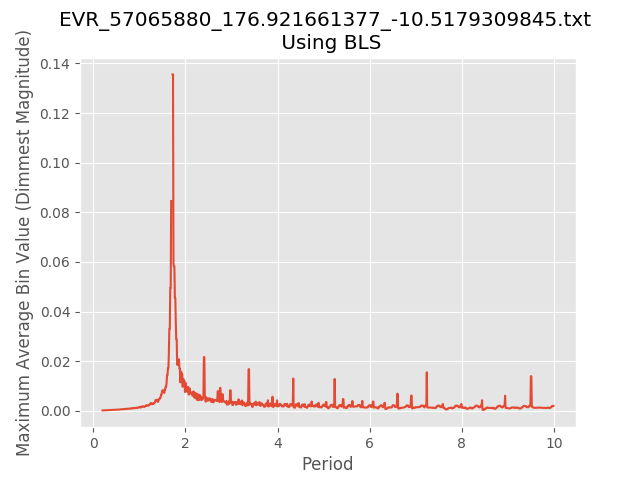 EVR_57065880_176.921661377_-10.5179309845.txt
Using BLS
Maximum Average Bin Value (Dimmest Magnitude)
0.14
0.12
0.10
0.08
0.06
0.04
0.02
0.00
0 2 4 6 8 10
Period